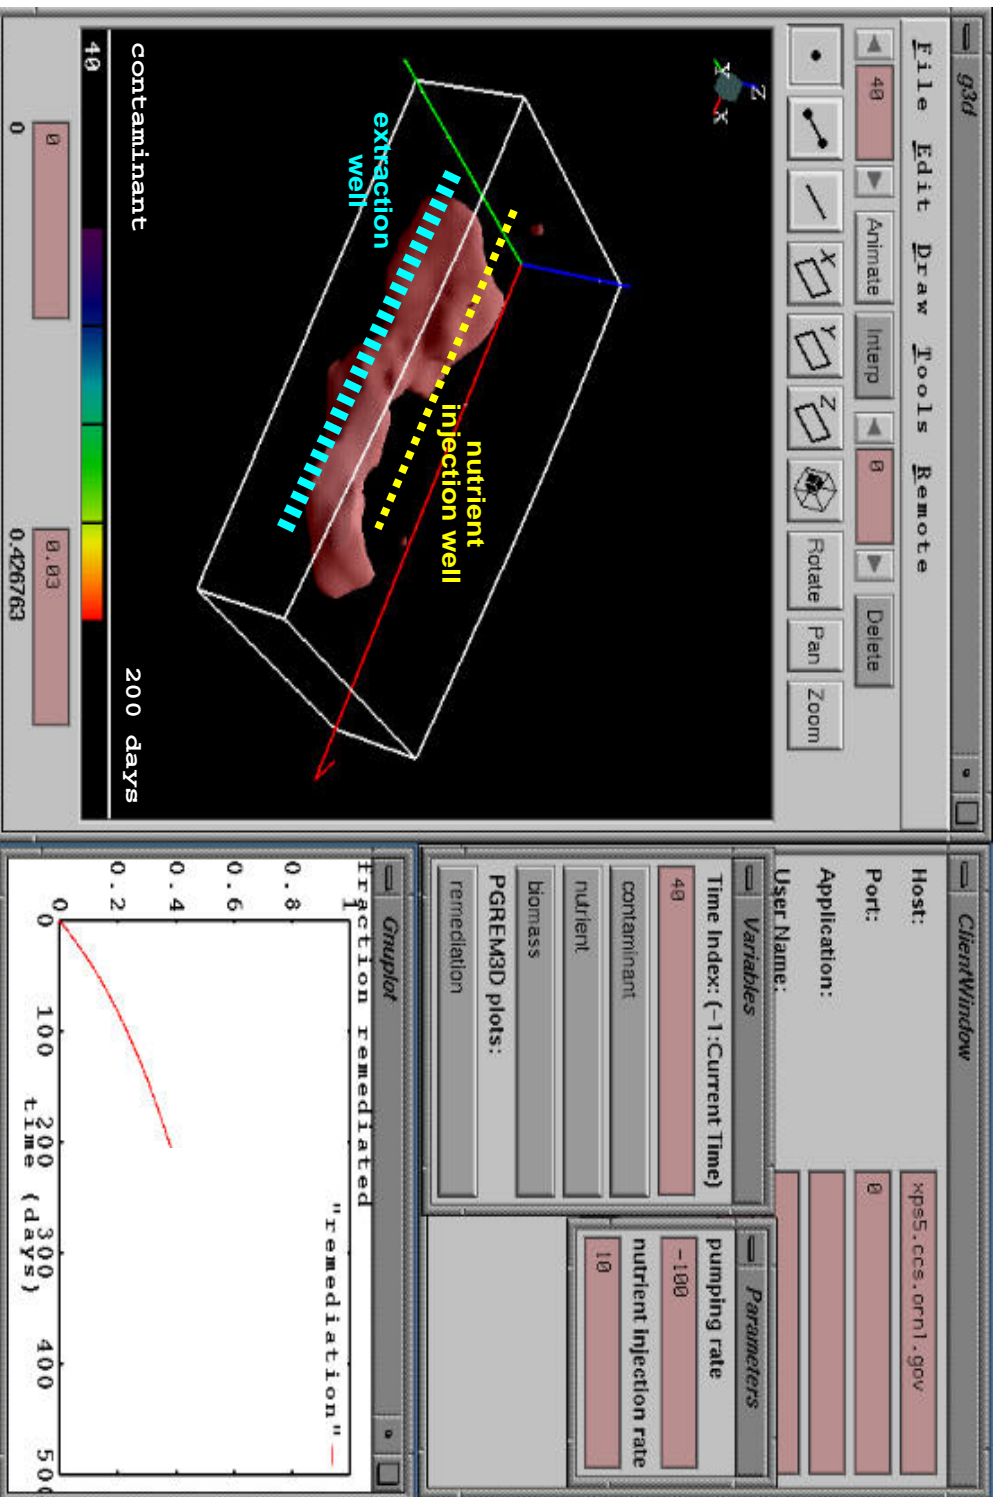 g3d
File Edit Draw Tools Remote
40 Animate Interp 0 Delete
X Y Z Rotate Pan Zoom
Z
Y X
nutrient
injection well
extraction
well
contaminant 200 days
40
0 0.03
0 0.426763
ClientWindow
Host: xps5.ccs.ornl.gov
Port: 0
Application:
User Name:
Variables
Time Index: (-1:Current Time)
40
contaminant
nutrient
biomass
PGREM3D plots:
remediation
Parameters
pumping rate
-100
nutrient injection rate
10
Gnuplot
fraction remediated
1
"remediation"
0.8
0.6
0.4
0.2
0
0 100 200 300 400 500
time (days)